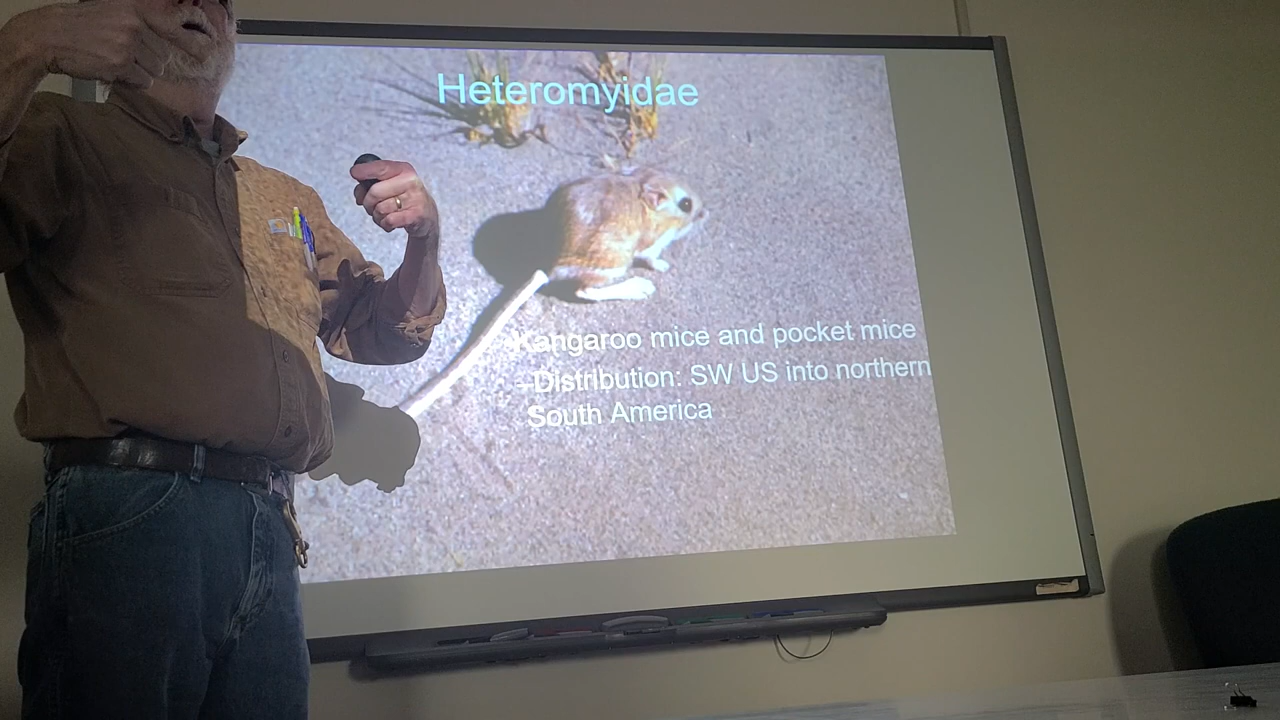 Heteromyidae
Kangaroo mice and pocket mice
–Distribution: SW US into northern
South America